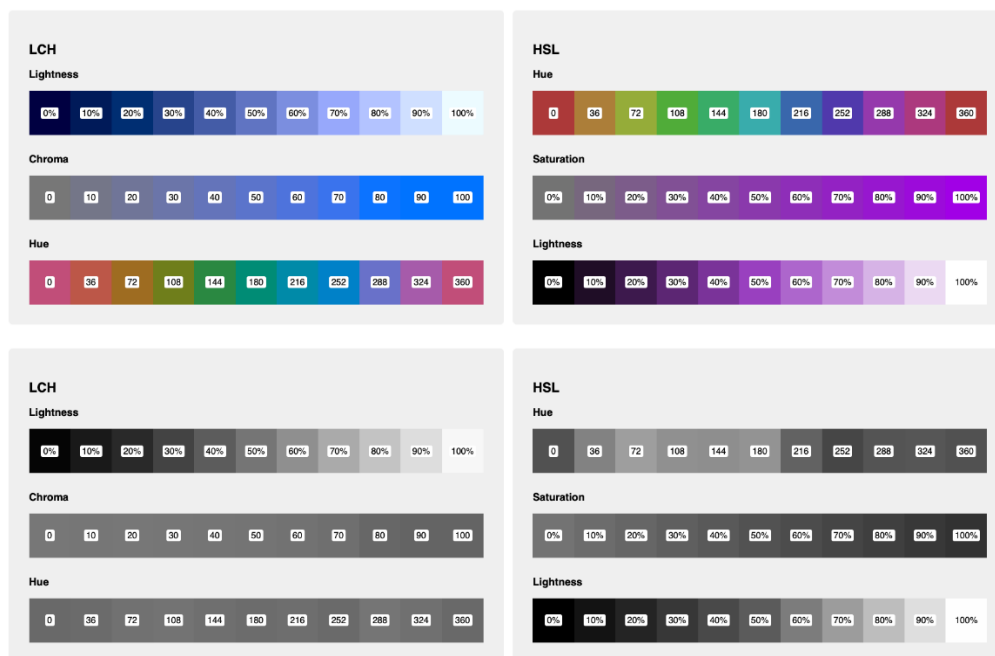 LCH
Lightness
0% 10% 20% 30% 40% 50% 60% 70% 80% 90% 100%
Chroma
0 10 20 30 40 50 60 70 80 90 100
Hue
0 36 72 108 144 180 216 252 288 324 360
HSL
Hue
0 36 72 108 144 180 216 252 288 324 360
Saturation
0% 10% 20% 30% 40% 50% 60% 70% 80% 90% 100%
Lightness
0% 10% 20% 30% 40% 50% 60% 70% 80% 90% 100%
LCH
Lightness
0% 10% 20% 30% 40% 50% 60% 70% 80% 90% 100%
Chroma
0 10 20 30 40 50 60 70 80 90 100
Hue
0 36 72 108 144 180 216 252 288 324 360
HSL
Hue
0 36 72 108 144 180 216 252 288 324 360
Saturation
0% 10% 20% 30% 40% 50% 60% 70% 80% 90% 100%
Lightness
0% 10% 20% 30% 40% 50% 60% 70% 80% 90% 100%